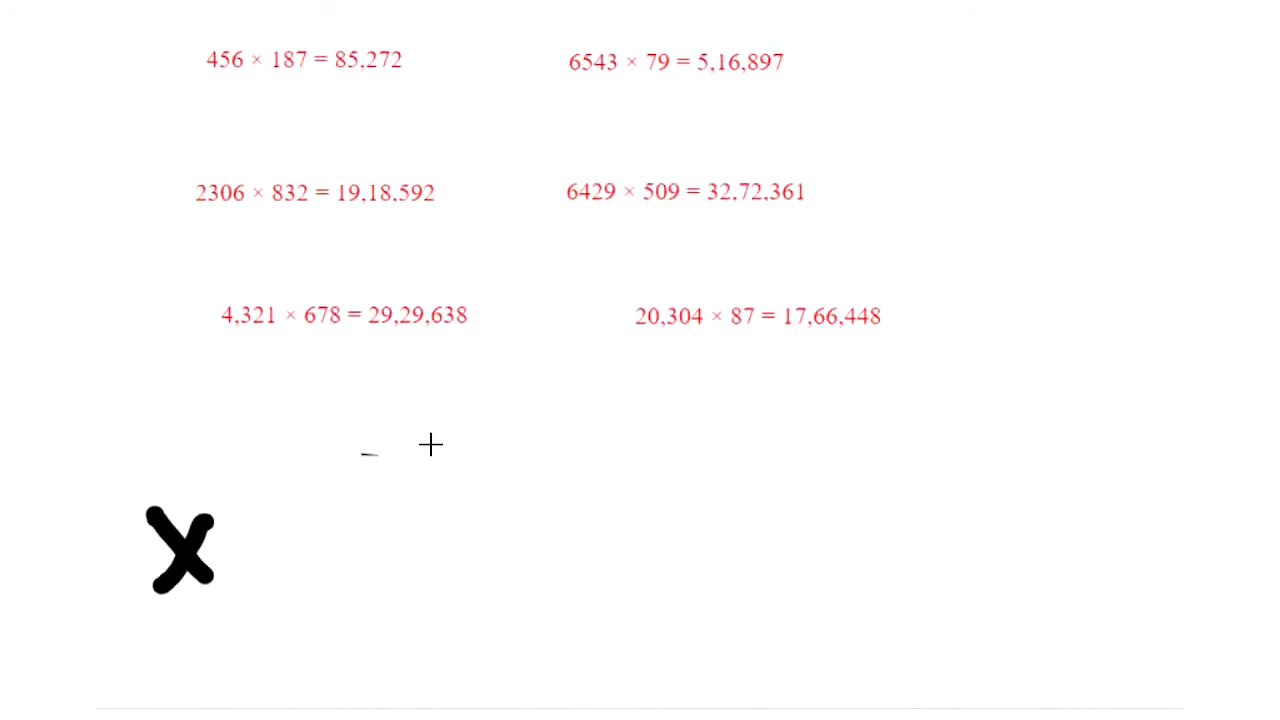 456 × 187 = 85,272
6543 × 79 = 5,16,897
2306 × 832 = 19,18,592
6429 × 509 = 32,72,361
4,321 × 678 = 29,29,638
20,304 × 87 = 17,66,448
X